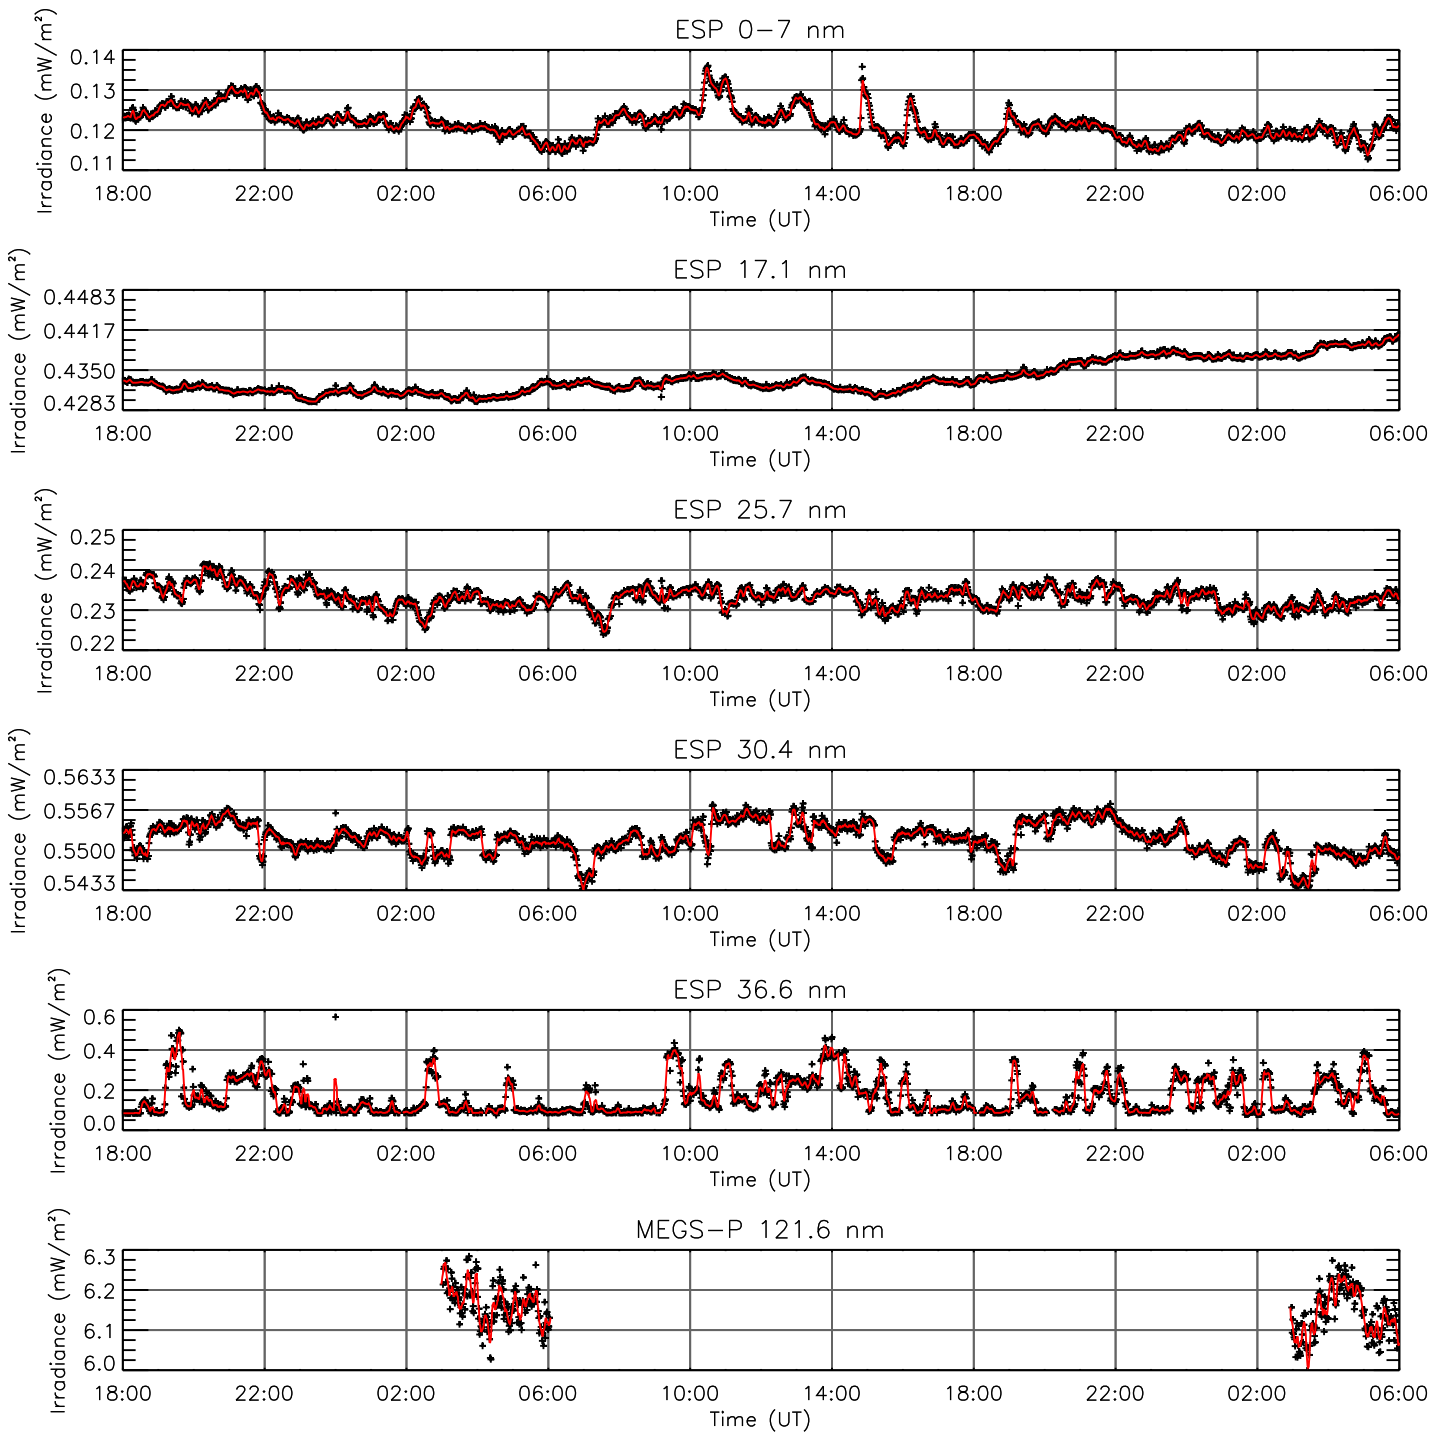 ESP 0-7 nm
Irradiance (mW/m²)
0.14
0.13
0.12
0.11
18:00 22:00 02:00 06:00 10:00 14:00 18:00 22:00 02:00 06:00
Time (UT)
ESP 17.1 nm
Irradiance (mW/m²)
0.4483
0.4417
0.4350
0.4283
18:00 22:00 02:00 06:00 10:00 14:00 18:00 22:00 02:00 06:00
Time (UT)
ESP 25.7 nm
Irradiance (mW/m²)
0.25
0.24
0.23
0.22
18:00 22:00 02:00 06:00 10:00 14:00 18:00 22:00 02:00 06:00
Time (UT)
ESP 30.4 nm
Irradiance (mW/m²)
0.5633
0.5567
0.5500
0.5433
18:00 22:00 02:00 06:00 10:00 14:00 18:00 22:00 02:00 06:00
Time (UT)
ESP 36.6 nm
Irradiance (mW/m²)
0.6
0.4
0.2
0.0
18:00 22:00 02:00 06:00 10:00 14:00 18:00 22:00 02:00 06:00
Time (UT)
MEGS-P 121.6 nm
Irradiance (mW/m²)
6.3
6.2
6.1
6.0
18:00 22:00 02:00 06:00 10:00 14:00 18:00 22:00 02:00 06:00
Time (UT)